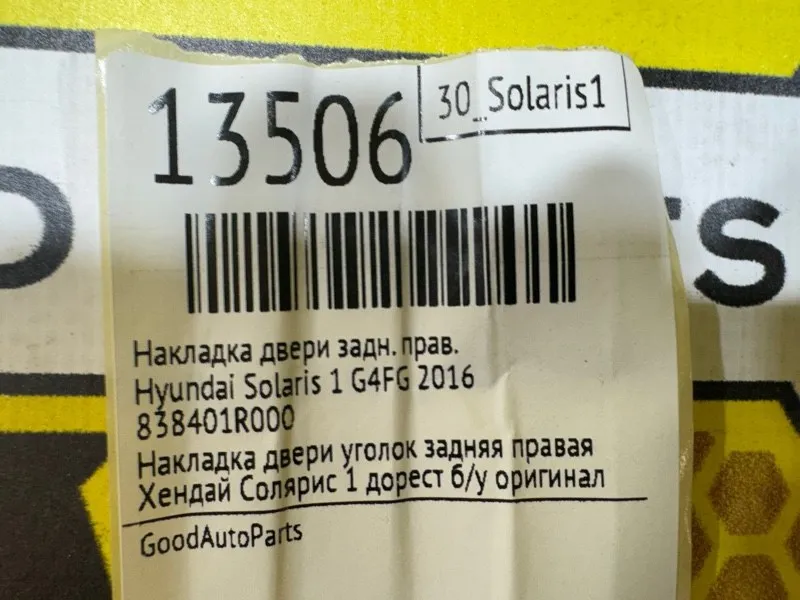 13506
30_Solaris1
Накладка двери задн. прав.
Hyundai Solaris 1 G4FG 2016
838401R000
Накладка двери уголок задняя правая
Хендай Солярис 1 дорест б/у оригинал
GoodAutoParts
D
TS